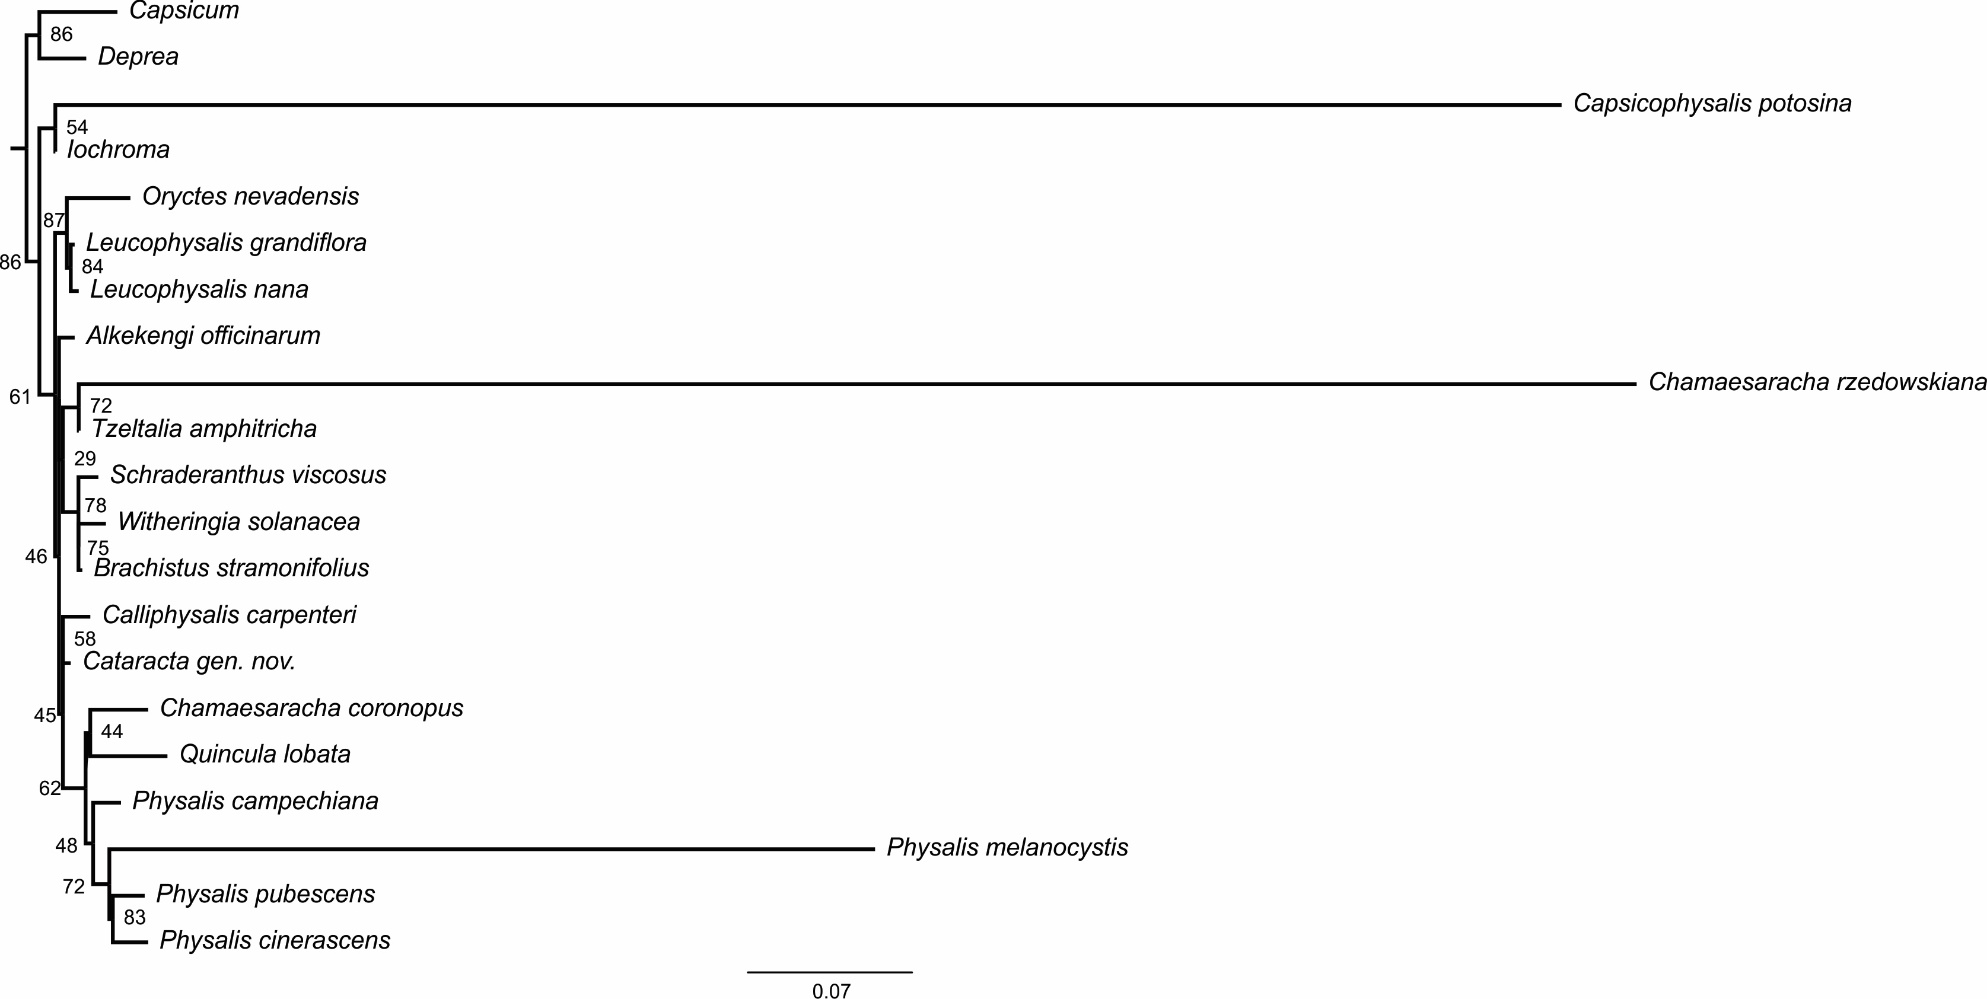 Capsicum
86
Deprea
Capsicophysalis potosina
54
Iochroma
Oryctes nevadensis
87
Leucophysalis grandiflora
86
84
Leucophysalis nana
Alkekengi officinarum
Chamaesaracha rzedowskiana
61
72
Tzeltalia amphitricha
29
Schraderanthus viscosus
78
Witheringia solanacea
75
46
Brachistus stramonifolius
Calliphysalis carpenteri
58
Cataracta gen. nov.
Chamaesaracha coronopus
45
44
Quincula lobata
62
Physalis campechiana
48
Physalis melanocystis
72
Physalis pubescens
83
Physalis cinerascens
0.07